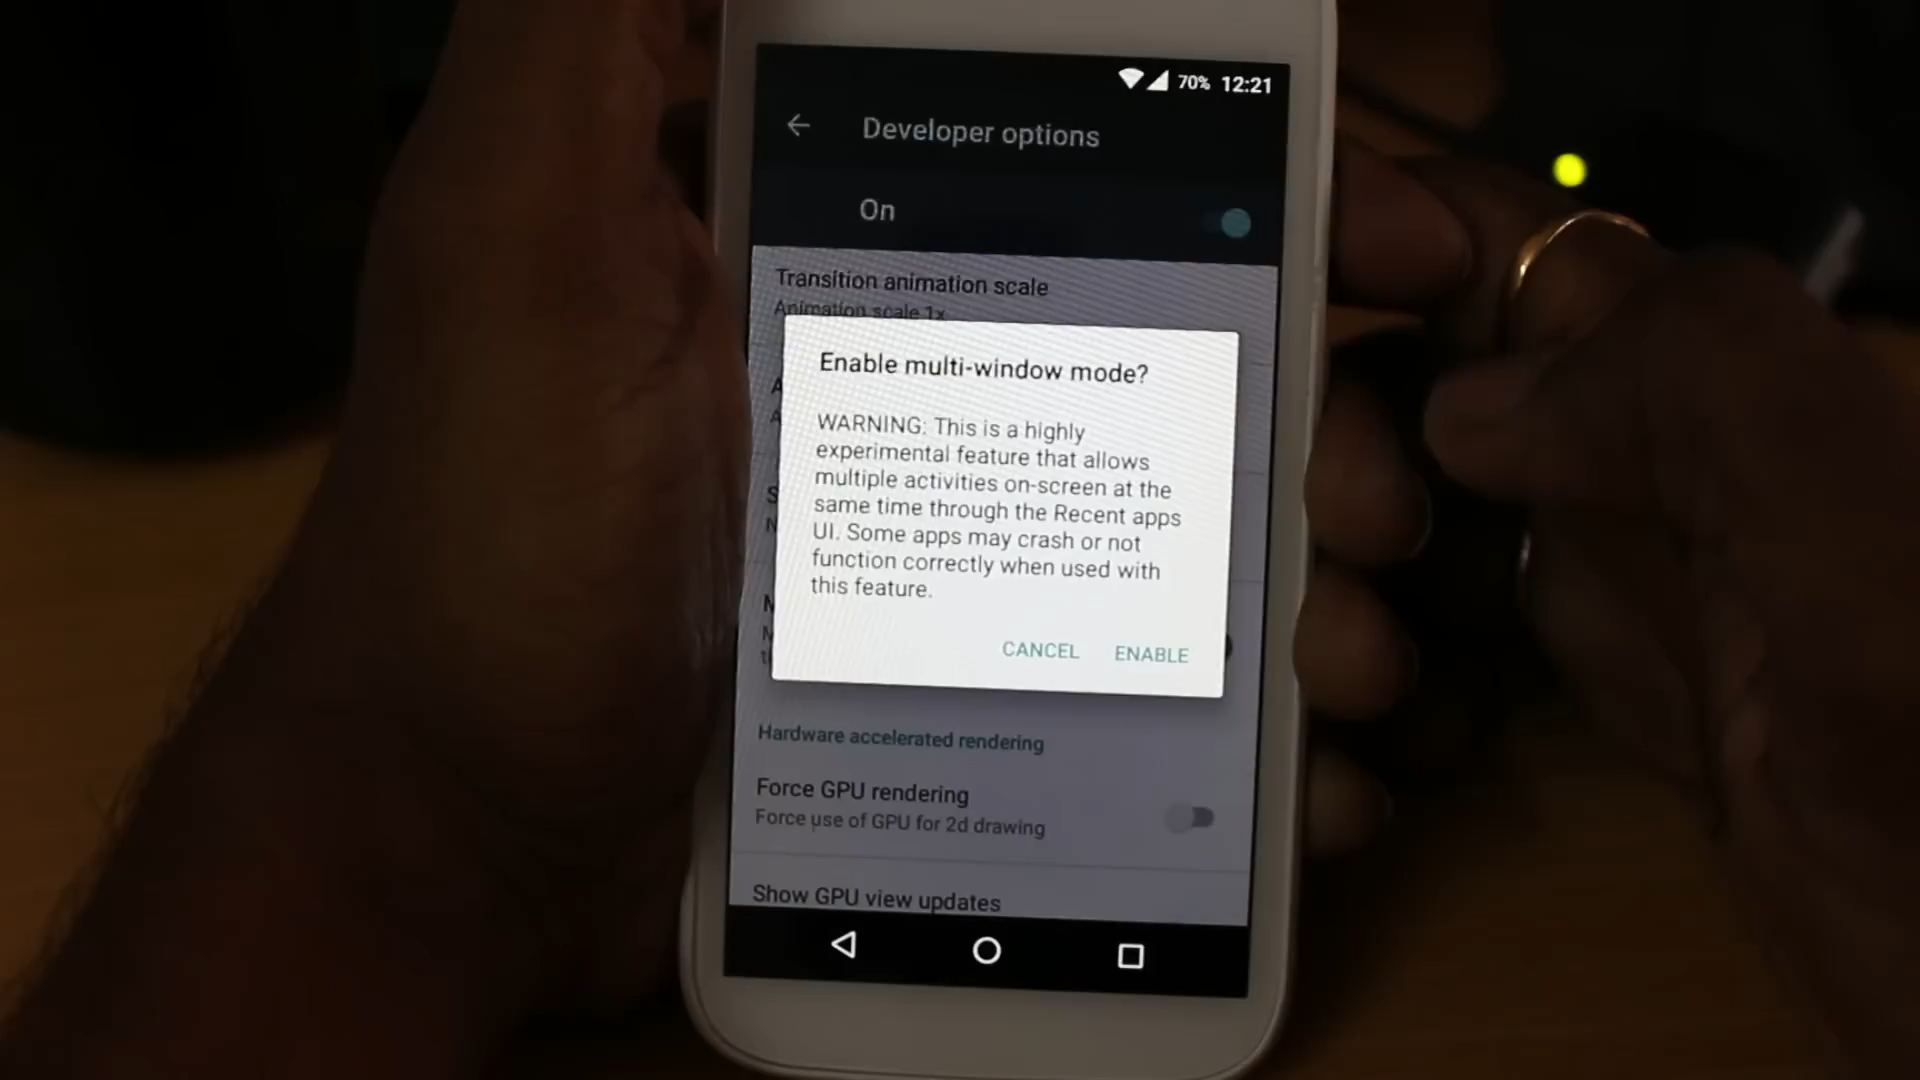 70% 12:21
Developer options
On
Transition animation scale
Animation scale 1x
Enable multi-window mode?
WARNING: This is a highly
experimental feature that allows
multiple activities on-screen at the
same time through the Recent apps
UI. Some apps may crash or not
function correctly when used with
this feature.
CANCEL ENABLE
Hardware accelerated rendering
Force GPU rendering
Force use of GPU for 2d drawing
Show GPU view updates